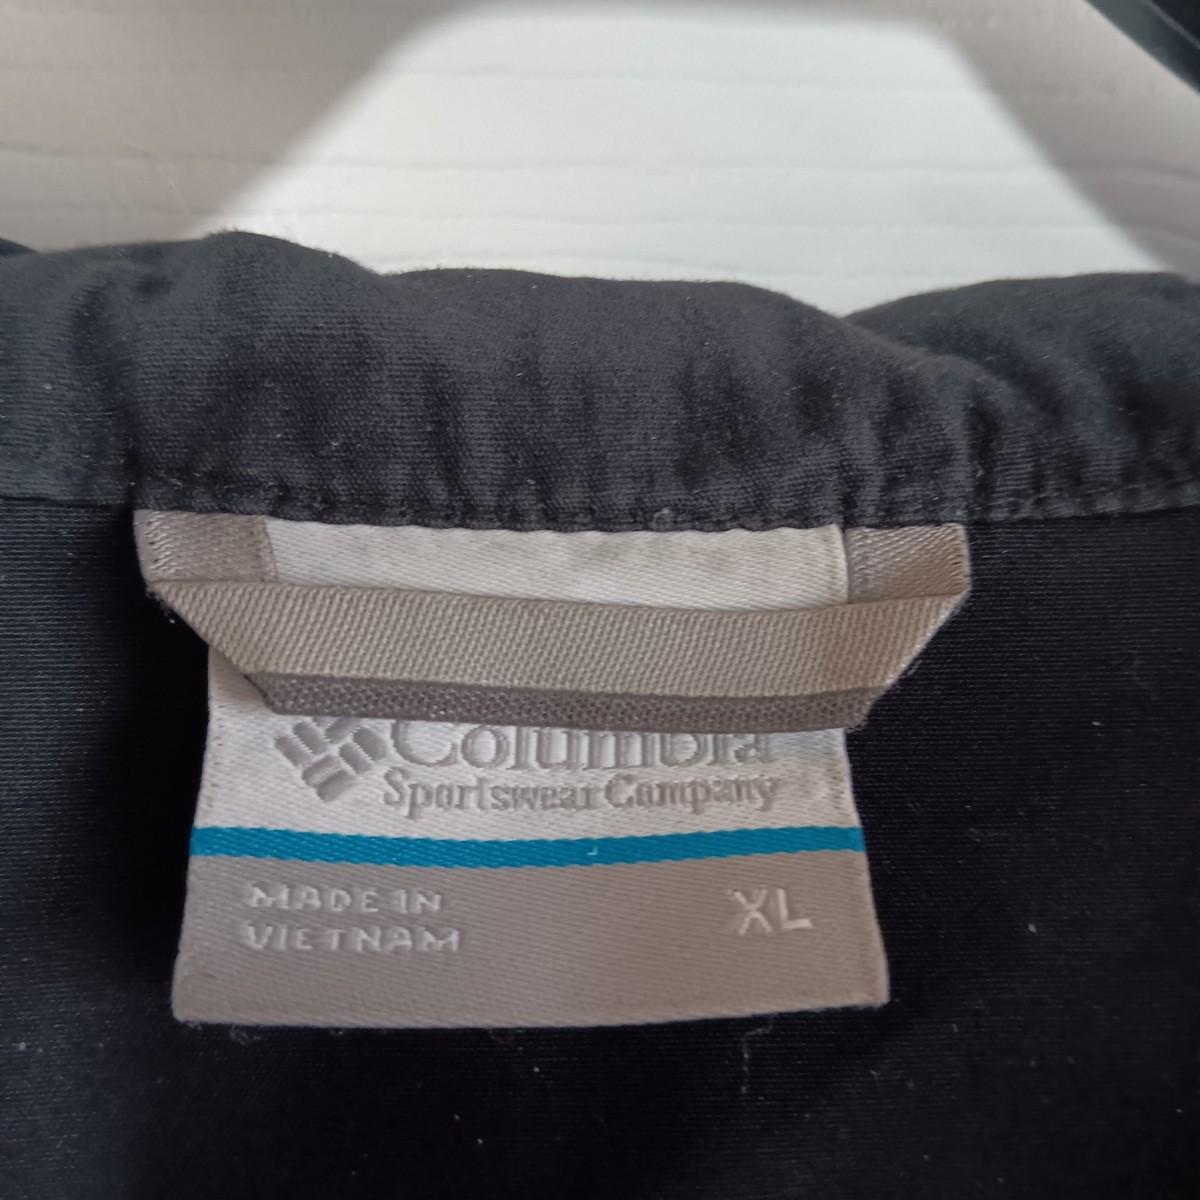 Columbia
Sportswear Company
MADE IN
VIETNAM
XL